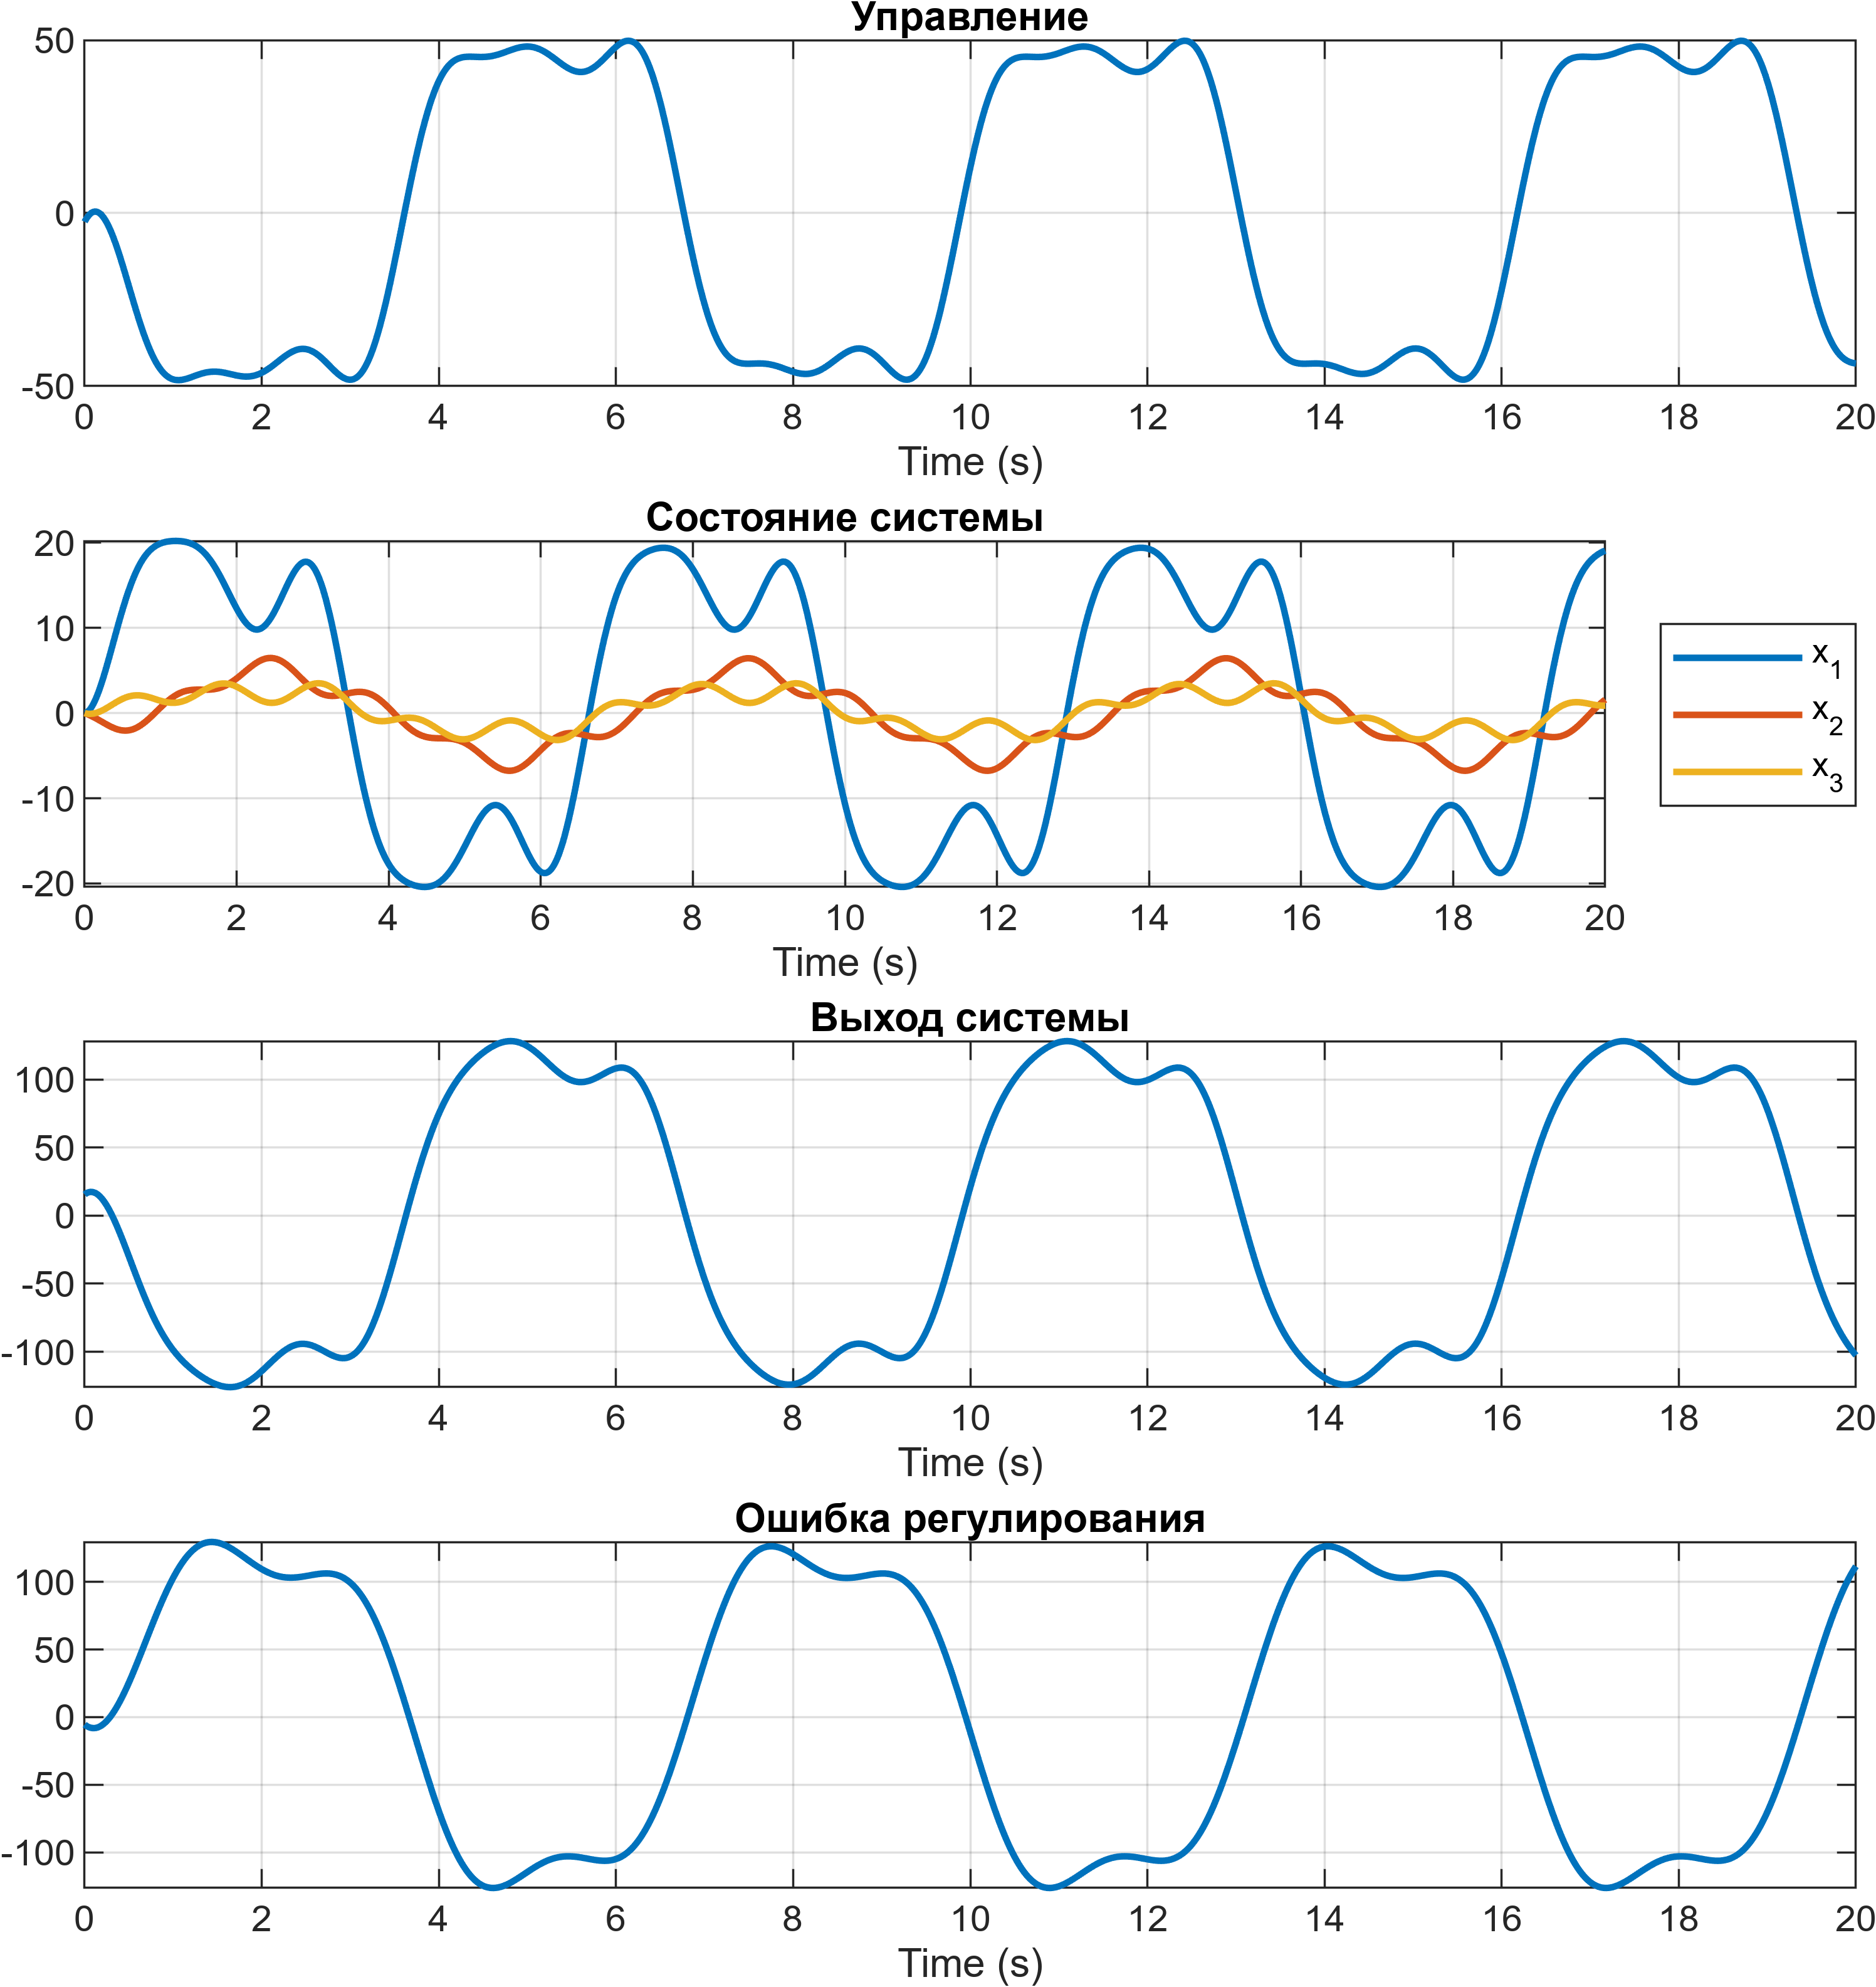 Управление
50
0
-50
0 2 4 6 8 10 12 14 16 18 20
Time (s)
Состояние системы
20
10
0
-10
-20
0 2 4 6 8 10 12 14 16 18 20
Time (s)
x1
x2
x3
Выход системы
100
50
0
-50
-100
0 2 4 6 8 10 12 14 16 18 20
Time (s)
Ошибка регулирования
100
50
0
-50
-100
0 2 4 6 8 10 12 14 16 18 20
Time (s)